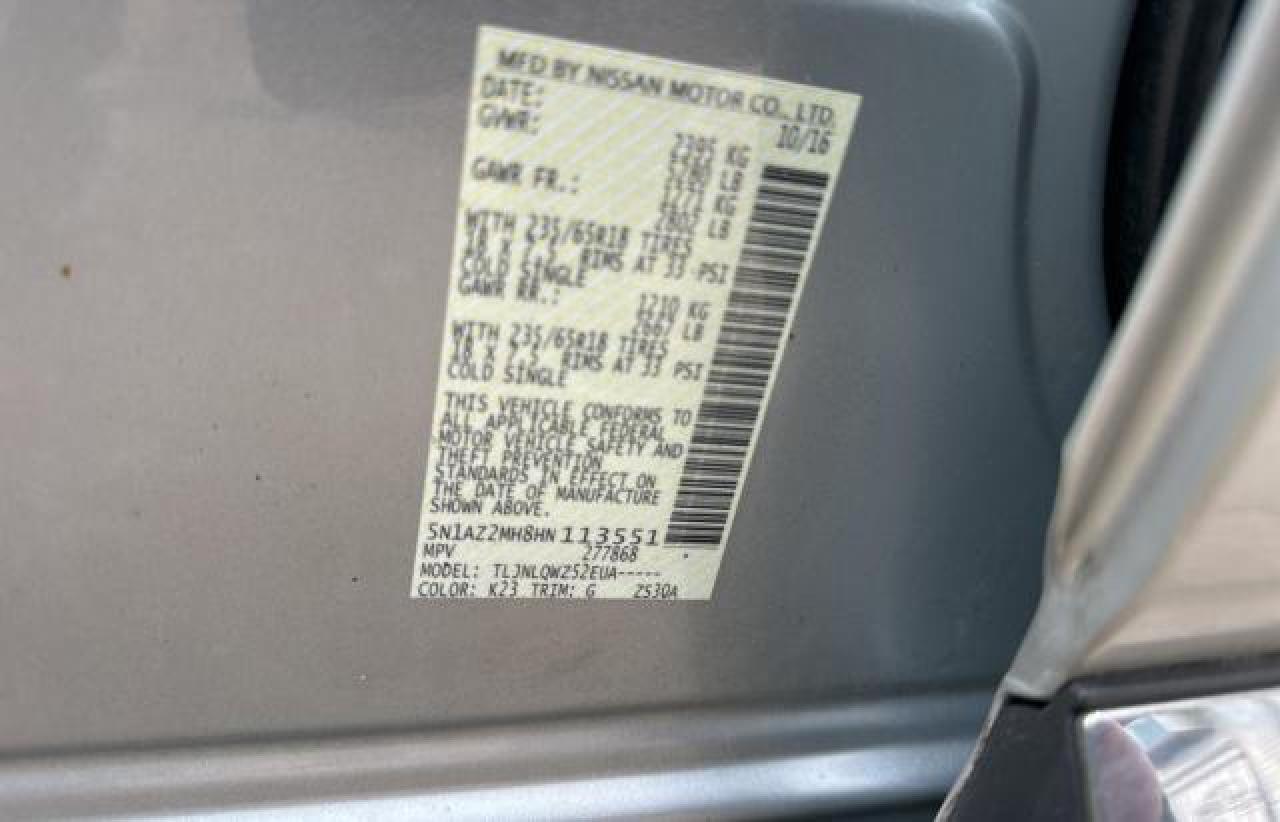 MFD BY NISSAN MOTOR CO., LTD.
DATE: 10/16
GVWR: KG
5280 LB
GAWR FR.: KG
LB
WITH 235/65R18 TIRES
18 X 7.5 RIMS AT 33 PSI
COLD SINGLE
GAWR RR.: 1210 KG
2667 LB
WITH 235/65R18 TIRES
18 X 7.5 RIMS AT 33 PSI
COLD SINGLE
THIS VEHICLE CONFORMS TO
ALL APPLICABLE FEDERAL
MOTOR VEHICLE SAFETY AND
THEFT PREVENTION
STANDARDS IN EFFECT ON
THE DATE OF MANUFACTURE
SHOWN ABOVE.
5N1AZ2MH8HN113551
MPV 277868
MODEL: TLJNLQWZ52EUA-----
COLOR: K23 TRIM: G Z530A